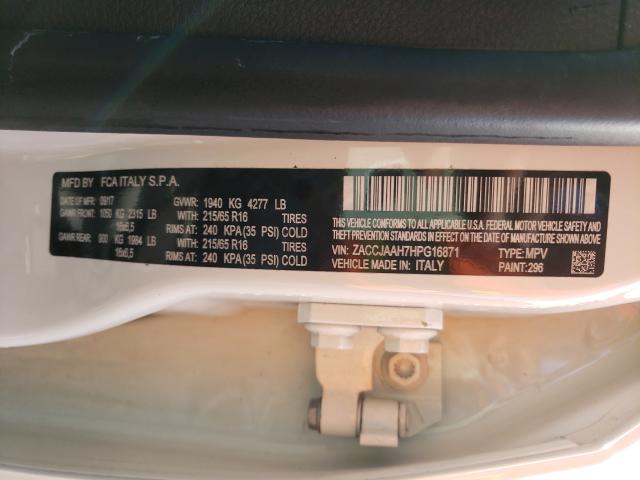 MFD BY FCA ITALY S.P.A.
DATE OF MFR: 09/17 GVWR: 1940 KG 4277 LB
GAWR FRONT: 1050 KG 2315 LB WITH: 215/65 R16 TIRES
16x6,5 RIMS AT: 240 KPA(35 PSI) COLD
GAWR REAR: 900 KG 1984 LB WITH: 215/65 R16 TIRES
16x6,5 RIMS AT: 240 KPA(35 PSI) COLD
THIS VEHICLE CONFORMS TO ALL APPLICABLE U.S.A. FEDERAL MOTOR VEHICLE SAFETY
BUMPER AND THEFT PREVENTION STANDARDS IN EFFECT ON THE DATE OF MANUFACTURE SHOWN ABOVE
VIN: ZACCJAAH7HPG16871 TYPE: MPV
VEHICLE MADE IN: ITALY PAINT: 296